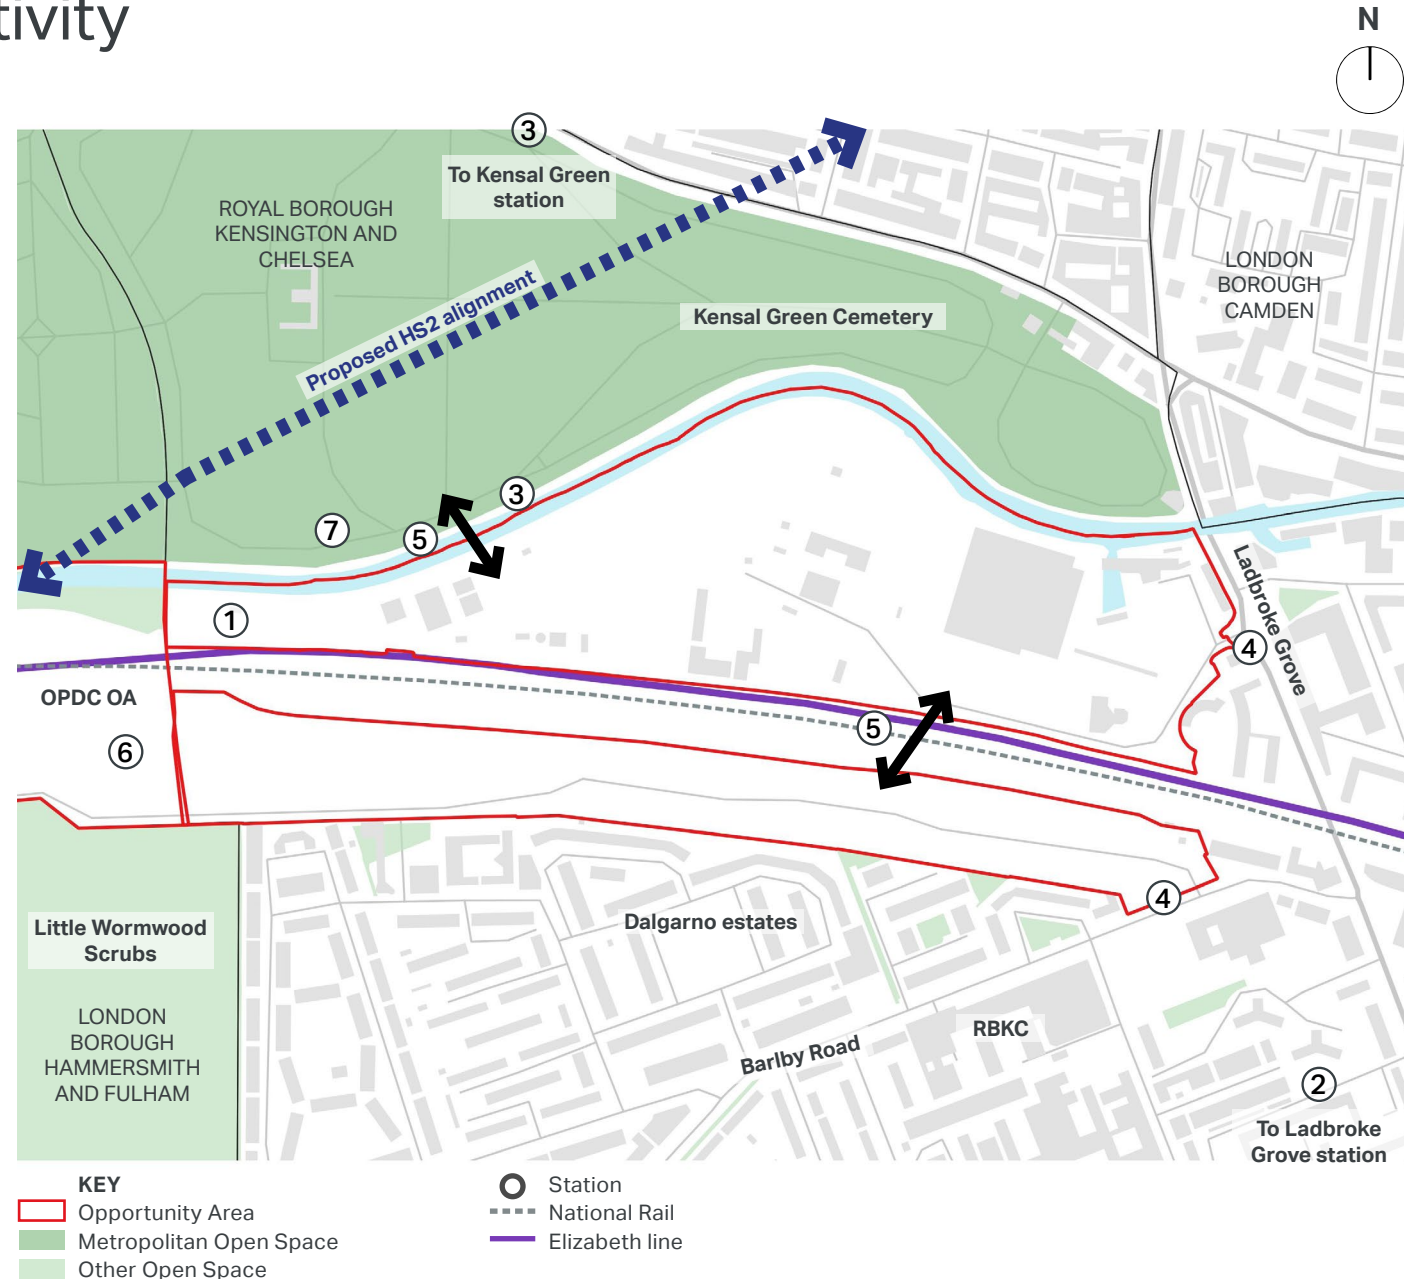 tivity
N
3
To Kensal Green
station
ROYAL BOROUGH
KENSINGTON AND
CHELSEA
LONDON
BOROUGH
CAMDEN
Proposed HS2 alignment
Kensal Green Cemetery
3
7
5
Ladbroke Grove
1
4
OPDC OA
5
6
4
Little Wormwood
Scrubs
Dalgarno estates
LONDON
BOROUGH
HAMMERSMITH
AND FULHAM
RBKC
Barlby Road
2
To Ladbroke
Grove station
KEY
Opportunity Area
Metropolitan Open Space
Other Open Space
Station
National Rail
Elizabeth line